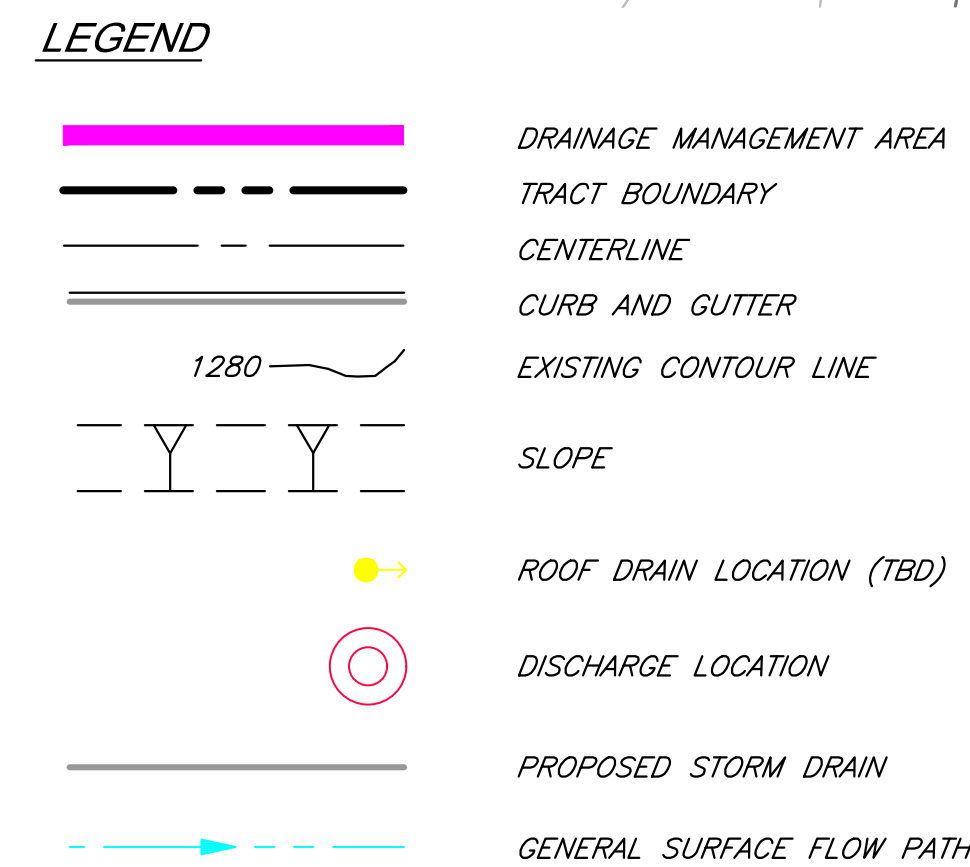 LEGEND
DRAINAGE MANAGEMENT AREA
TRACT BOUNDARY
CENTERLINE
CURB AND GUTTER
1280 EXISTING CONTOUR LINE
SLOPE
ROOF DRAIN LOCATION (TBD)
DISCHARGE LOCATION
PROPOSED STORM DRAIN
GENERAL SURFACE FLOW PATH